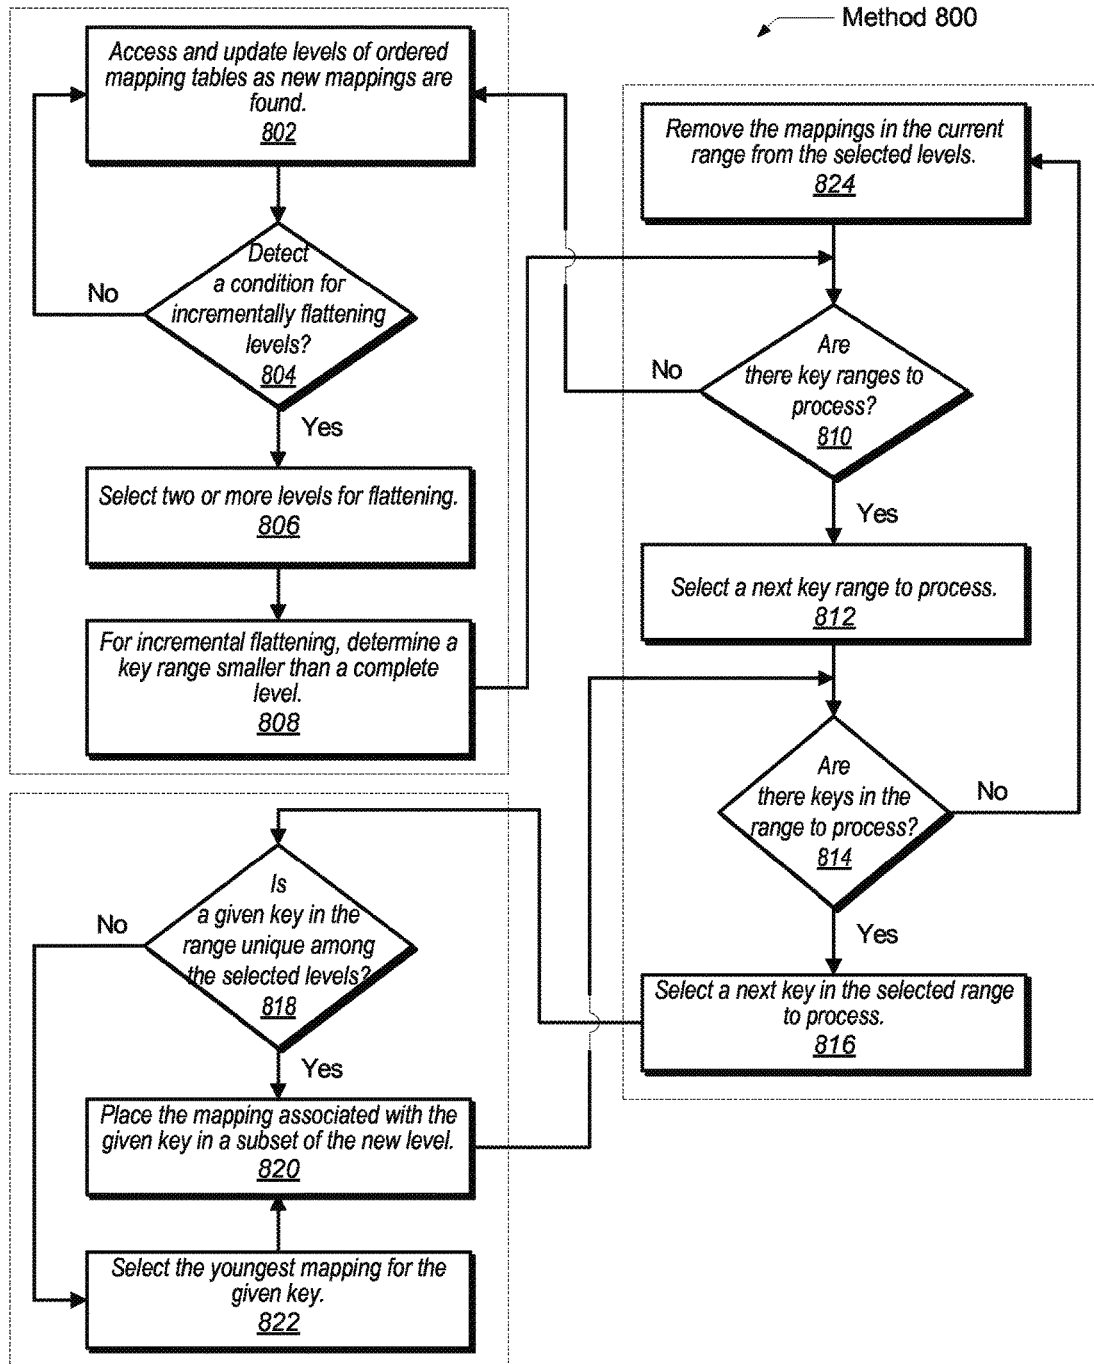 Method 800
Access and update levels of ordered
mapping tables as new mappings are
found.
802
Detect
a condition for
incrementally flattening
levels?
804
No
Yes
Select two or more levels for flattening.
806
For incremental flattening, determine a
key range smaller than a complete
level.
808
Remove the mappings in the current
range from the selected levels.
824
Are
there key ranges to
process?
810
No
Yes
Select a next key range to process.
812
Are
there keys in the
range to process?
814
No
Yes
Select a next key in the selected range
to process.
816
Is
a given key in the
range unique among
the selected levels?
818
No
Yes
Place the mapping associated with the
given key in a subset of the new level.
820
Select the youngest mapping for the
given key.
822